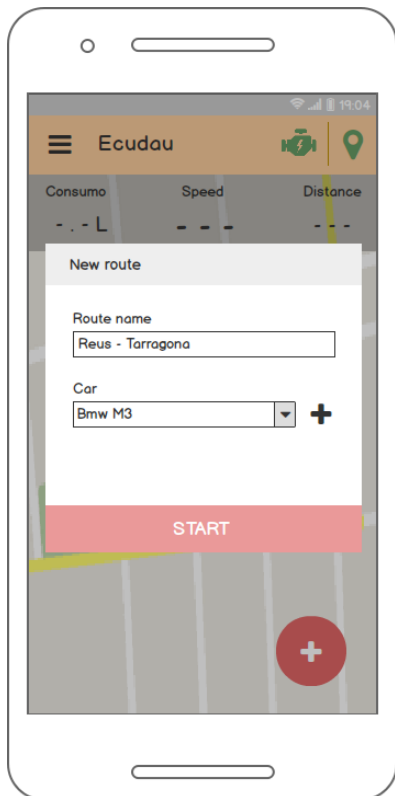 19:04
Ecudau
Consumo Speed Distance
- . - L - - - - - -
New route
Route name
Reus - Tarragona
Car
Bmw M3
START